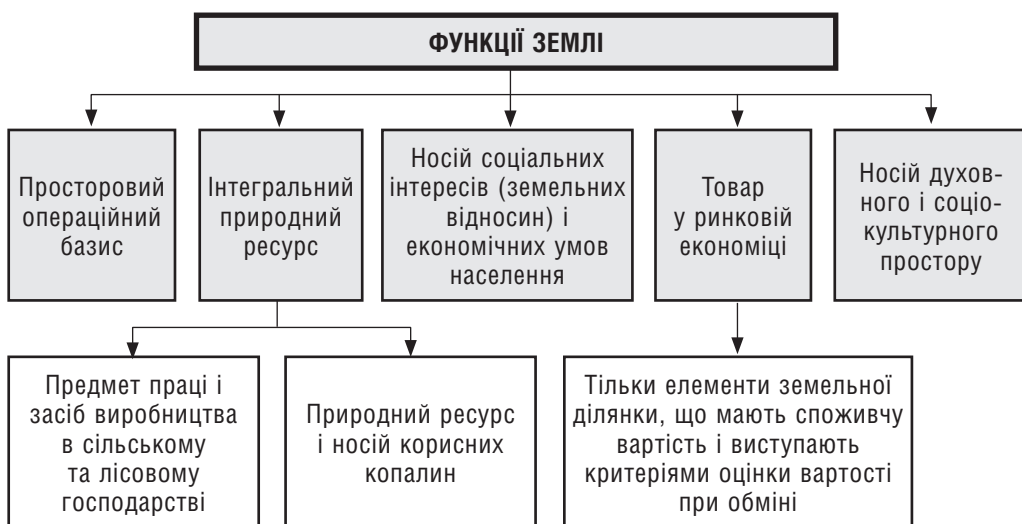 ФУНКЦІЇ ЗЕМЛІ
Просторовий
операційний
базис
Інтегральний
природний
ресурс
Носій соціальних
інтересів (земельних
відносин) і
економічних умов
населення
Товар
у ринковій
економіці
Носій духов-
ного і соціо-
культурного
простору
Предмет праці і
засіб виробництва
в сільському
та лісовому
господарстві
Природний ресурс
і носій корисних
копалин
Тільки елементи земельної
ділянки, що мають споживчу
вартість і виступають
критеріями оцінки вартості
при обміні